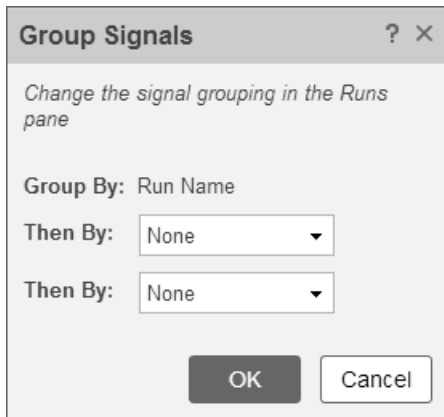 Group Signals ? ×
Change the signal grouping in the Runs
pane
Group By: Run Name
Then By: None
Then By: None
OK Cancel